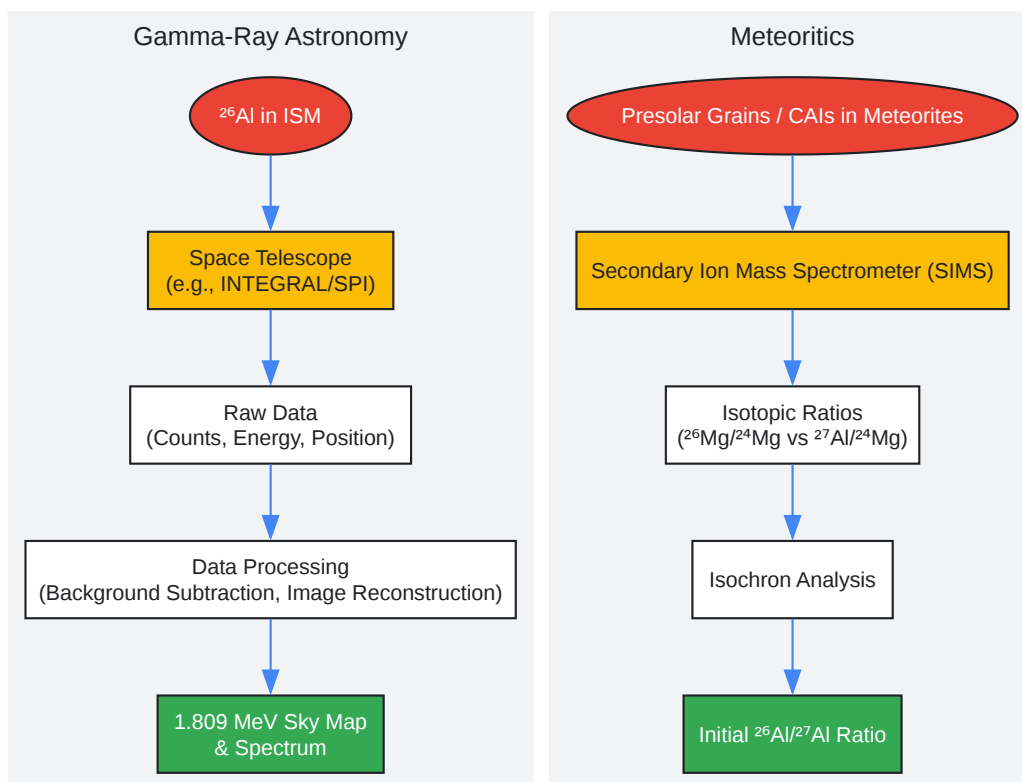 Gamma-Ray Astronomy
²⁶Al in ISM
Space Telescope
(e.g., INTEGRAL/SPI)
Raw Data
(Counts, Energy, Position)
Data Processing
(Background Subtraction, Image Reconstruction)
1.809 MeV Sky Map
& Spectrum
Meteoritics
Presolar Grains / CAIs in Meteorites
Secondary Ion Mass Spectrometer (SIMS)
Isotopic Ratios
(²⁶Mg/²⁴Mg vs ²⁷Al/²⁴Mg)
Isochron Analysis
Initial ²⁶Al/²⁷Al Ratio